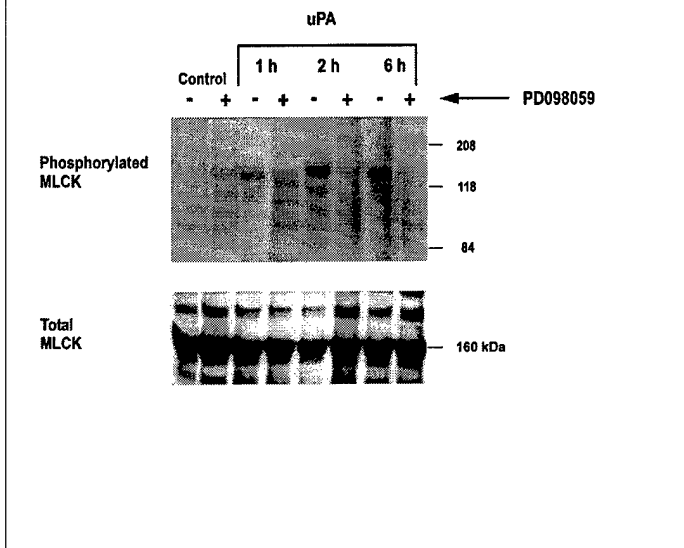 uPA
1 h 2 h 6 h
Control
- + - + - + - + PD098059
208
Phosphorylated
MLCK
118
84
Total
MLCK
160 kDa